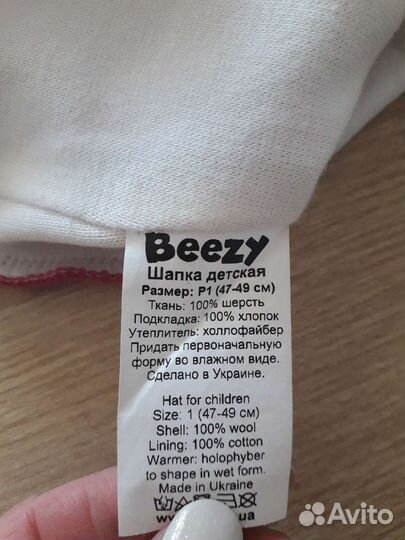 Beezy
Шапка детская
Размер: Р1 (47-49 см)
Ткань: 100% шерсть
Подкладка: 100% хлопок
Утеплитель: холлофайбер
Придать первоначальную
форму во влажном виде.
Сделано в Украине.
Hat for children
Size: 1 (47-49 см)
Shell: 100% wool
Lining: 100% cotton
Warmer: holophyber
to shape in wet form.
Made in Ukraine
Avito